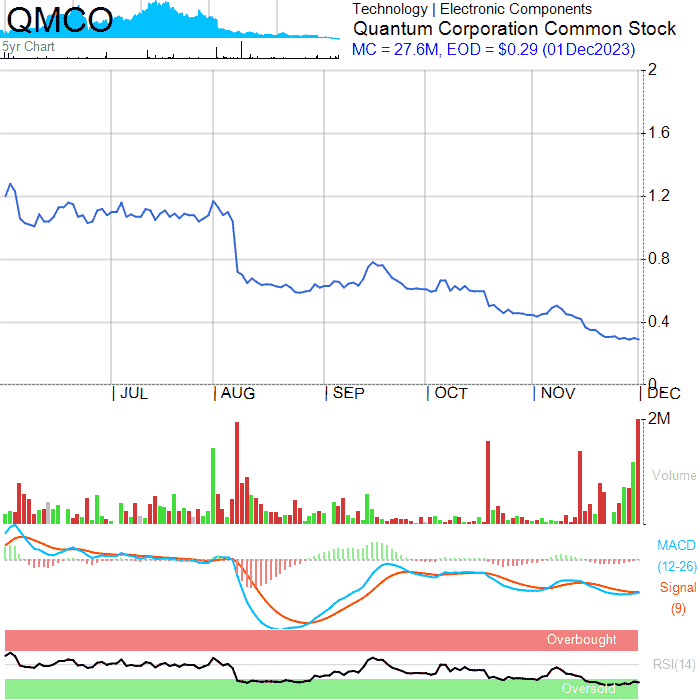 QMCO
5yr Chart
Technology | Electronic Components
Quantum Corporation Common Stock
MC = 27.6M, EOD = $0.29 (01Dec2023)
2
1.6
1.2
0.8
0.4
0
JUL AUG SEP OCT NOV DEC
2M
Volume
MACD
(12-26)
Signal
(9)
Overbought
RSI(14)
Oversold